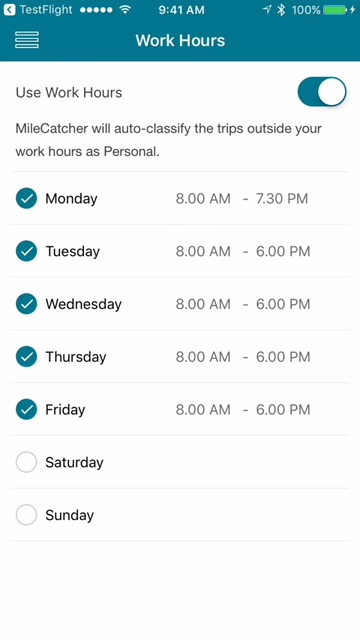 TestFlight 9:41 AM 100%
Work Hours
Use Work Hours
MileCatcher will auto-classify the trips outside your
work hours as Personal.
Monday 8.00 AM - 7.30 PM
Tuesday 8.00 AM - 6.00 PM
Wednesday 8.00 AM - 6.00 PM
Thursday 8.00 AM - 6.00 PM
Friday 8.00 AM - 6.00 PM
Saturday
Sunday